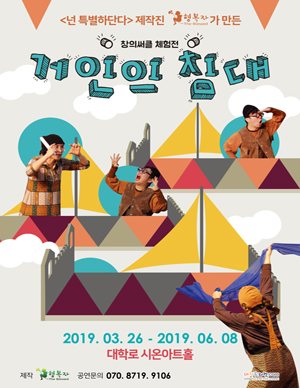 <넌 특별하단다> 제작진 행복자 가 만든
창의써클 체험전
거인의 침대
2019. 03. 26 - 2019. 06. 08
대학로 시온아트홀
제작 행복자 공연문의 070. 8719. 9106